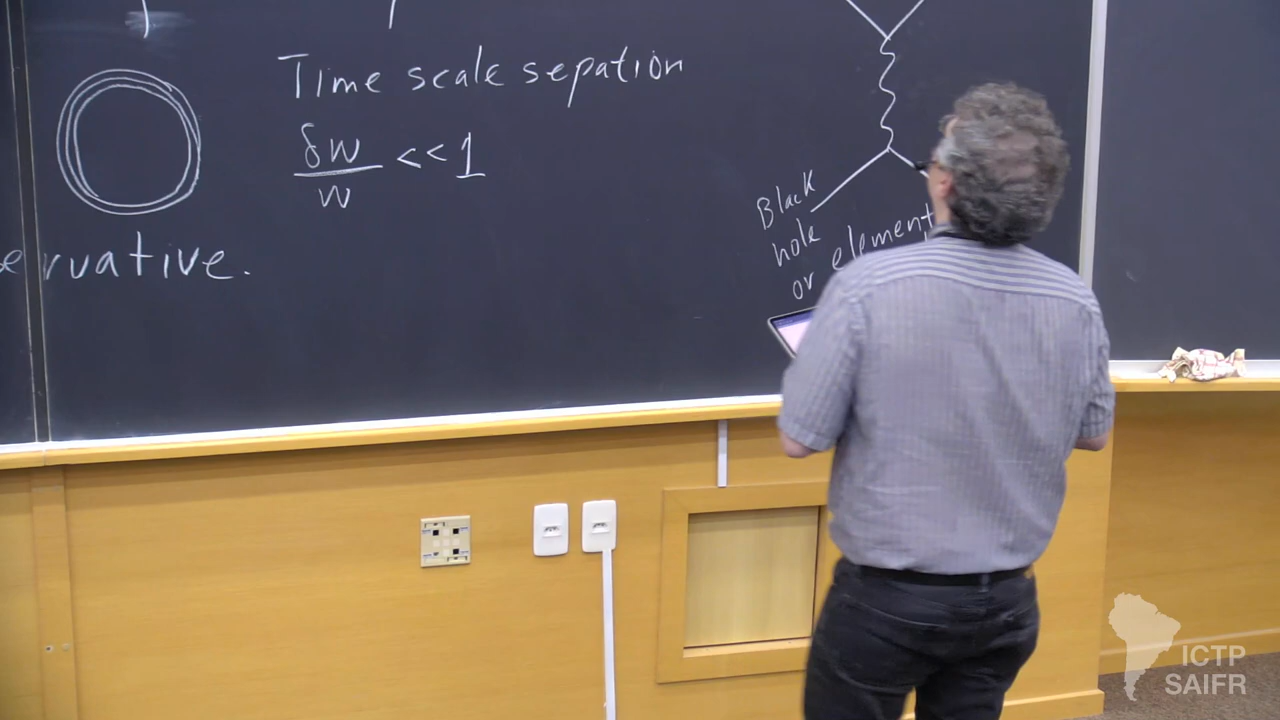 Time scale sepation
δw
w
<< 1
ervative.
Black
hole
or element
ICTP
SAIFR